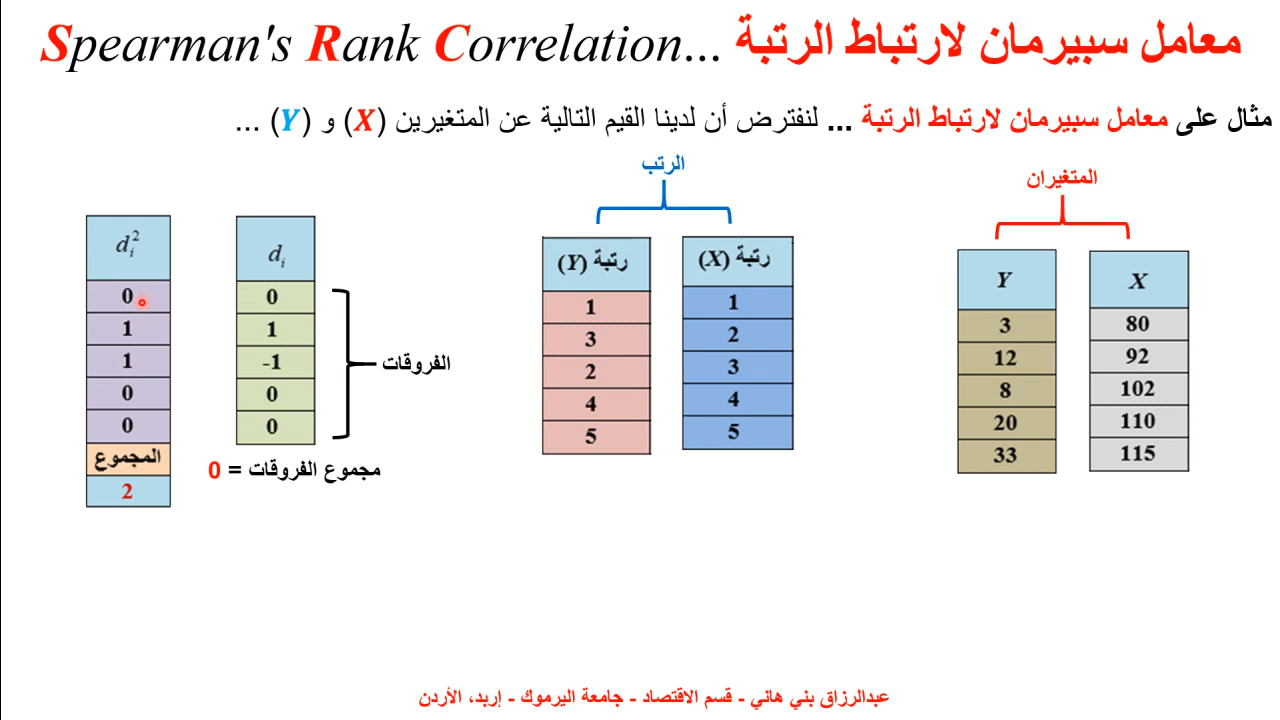 معامل سبيرمان لارتباط الرتبة ...Spearman's Rank Correlation
مثال على معامل سبيرمان لارتباط الرتبة ... لنفترض أن لدينا القيم التالية عن المتغيرين (X) و (Y) ...
المتغيران
X
80
92
102
110
115
Y
3
12
8
20
33
الرتب
رتبة (X)
1
2
3
4
5
رتبة (Y)
1
3
2
4
5
الفروقات
d_i
0
1
-1
0
0
مجموع الفروقات = 0
d_i^2
0
1
1
0
0
المجموع
2
عبدالرزاق بني هاني - قسم الاقتصاد - جامعة اليرموك - إربد، الأردن